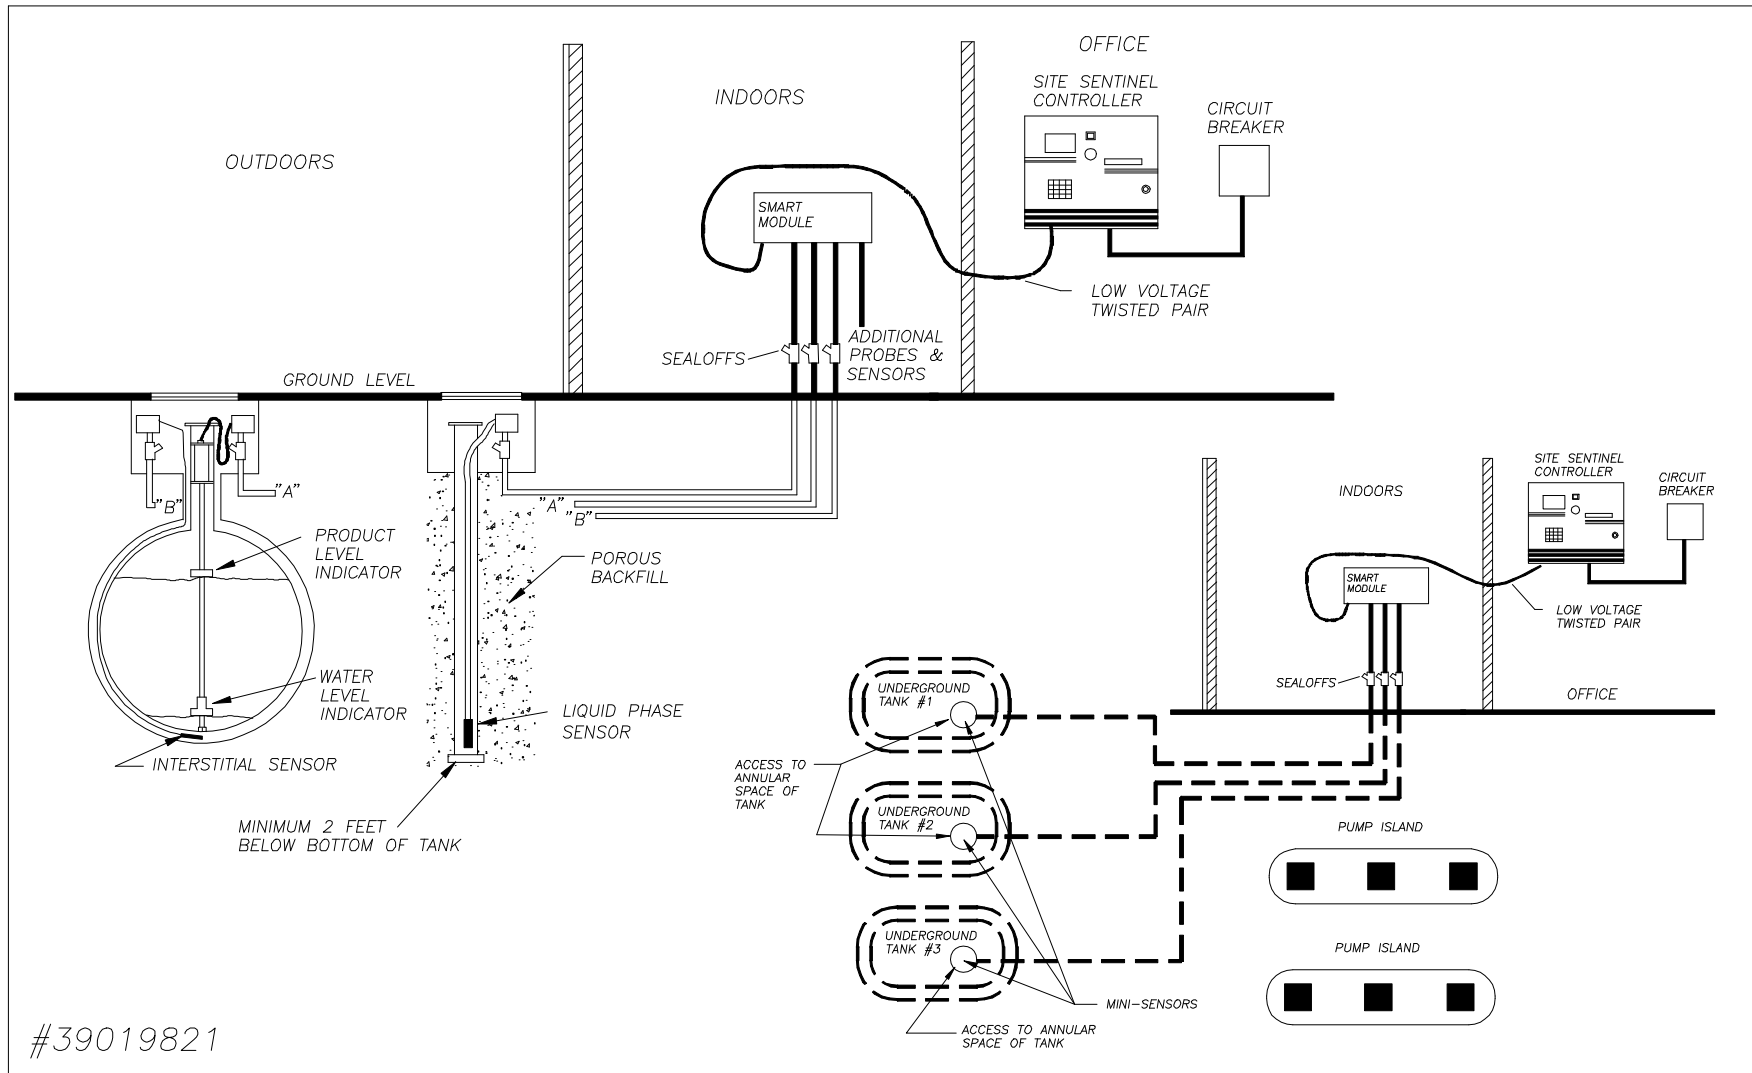 OFFICE
SITE SENTINEL
CONTROLLER
CIRCUIT
BREAKER
INDOORS
OUTDOORS
SMART
MODULE
LOW VOLTAGE
TWISTED PAIR
SEALOFFS
ADDITIONAL
PROBES &
SENSORS
GROUND LEVEL
"B"
"A"
"A"
"B"
PRODUCT
LEVEL
INDICATOR
POROUS
BACKFILL
WATER
LEVEL
INDICATOR
LIQUID PHASE
SENSOR
INTERSTITIAL SENSOR
MINIMUM 2 FEET
BELOW BOTTOM OF TANK
SITE SENTINEL
CONTROLLER
CIRCUIT
BREAKER
INDOORS
SMART
MODULE
LOW VOLTAGE
TWISTED PAIR
SEALOFFS
OFFICE
UNDERGROUND
TANK #1
ACCESS TO
ANNULAR
SPACE OF
TANK
UNDERGROUND
TANK #2
UNDERGROUND
TANK #3
PUMP ISLAND
PUMP ISLAND
MINI-SENSORS
ACCESS TO ANNULAR
SPACE OF TANK
#39019821